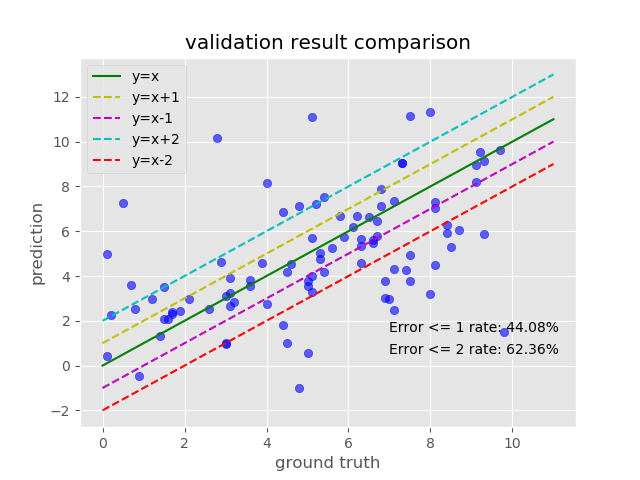 validation result comparison
y=x
y=x+1
y=x-1
y=x+2
y=x-2
12
10
8
6
4
2
0
−2
prediction
Error <= 1 rate: 44.08%
Error <= 2 rate: 62.36%
0 2 4 6 8 10
ground truth